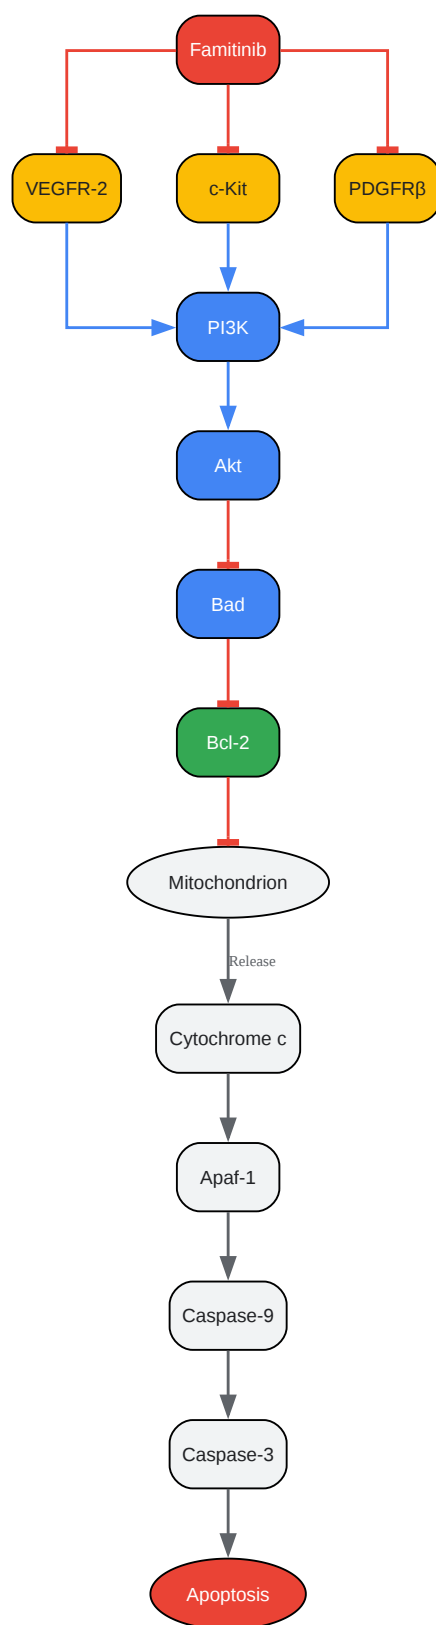 Famitinib
VEGFR-2
c-Kit
PDGFRβ
PI3K
Akt
Bad
Bcl-2
Mitochondrion
Release
Cytochrome c
Apaf-1
Caspase-9
Caspase-3
Apoptosis